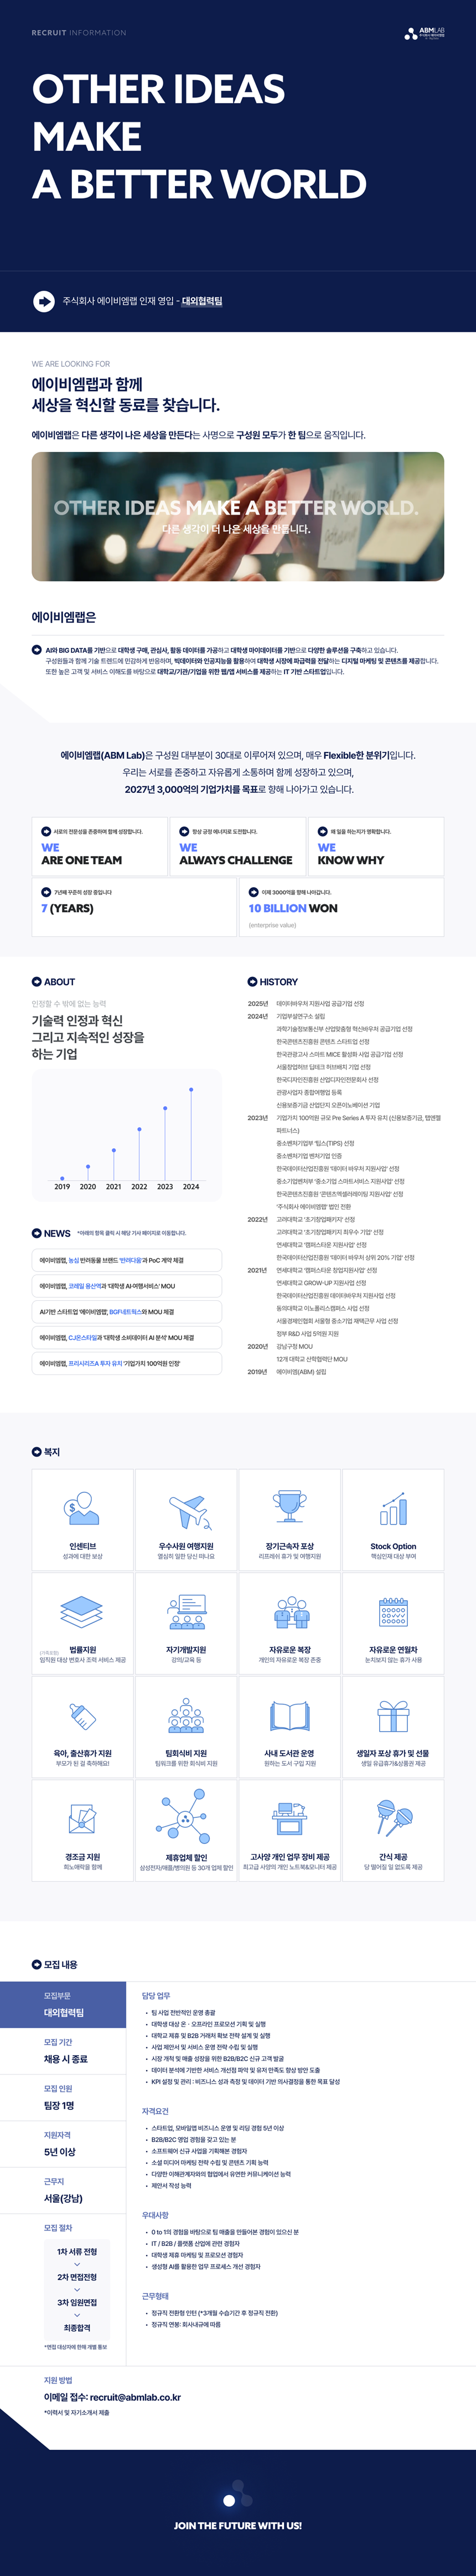 RECRUIT INFORMATION
ABMLAB
주식회사 에이비엠랩
OTHER IDEAS
MAKE
A BETTER WORLD
주식회사 에이비엠랩 인재 영입 - 대외협력팀
WE ARE LOOKING FOR
에이비엠랩과 함께
세상을 혁신할 동료를 찾습니다.
에이비엠랩은 다른 생각이 나은 세상을 만든다는 사명으로 구성원 모두가 한 팀으로 움직입니다.
OTHER IDEAS MAKE A BETTER WORLD.
다른 생각이 더 나은 세상을 만듭니다.
에이비엠랩은
AI와 BIG DATA를 기반으로 대학생 구매, 관심사, 활동 데이터를 가공하고 대학생 마이데이터를 기반으로 다양한 솔루션을 구축하고 있습니다.
구성원들과 함께 기술 트렌드에 민감하게 반응하며, 빅데이터와 인공지능을 활용하여 대학생 시장에 파급력을 전달하는 디지털 마케팅 및 콘텐츠를 제공합니다.
또한 높은 고객 및 서비스 이해도를 바탕으로 대학교/기관/기업을 위한 웹/앱 서비스를 제공하는 IT 기반 스타트업입니다.
에이비엠랩(ABM Lab)은 구성원 대부분이 30대로 이루어져 있으며, 매우 Flexible한 분위기입니다.
우리는 서로를 존중하고 자유롭게 소통하며 함께 성장하고 있으며,
2027년 3,000억의 기업가치를 목표로 향해 나아가고 있습니다.
서로의 전문성을 존중하며 함께 성장합니다.
WE
ARE ONE TEAM
항상 긍정 에너지로 도전합니다.
WE
ALWAYS CHALLENGE
왜 일을 하는지가 명확합니다.
WE
KNOW WHY
7년째 꾸준히 성장 중입니다
7 (YEARS)
이제 3000억을 향해 나아갑니다.
10 BILLION WON
(enterprise value)
ABOUT
인정할 수 밖에 없는 능력
기술력 인정과 혁신
그리고 지속적인 성장을
하는 기업
2019 2020 2021 2022 2023 2024
NEWS *아래의 항목 클릭 시 해당 기사 페이지로 이동합니다.
에이비엠랩, 농심 반려동물 브랜드 '반려다움'과 PoC 계약 체결
에이비엠랩, 코레일 용산역과 '대학생 AI-여행서비스' MOU
AI기반 스타트업 '에이비엠랩', BGF네트웍스와 MOU 체결
에이비엠랩, CJ온스타일과 '대학생 소비데이터 AI 분석' MOU 체결
에이비엠랩, 프리시리즈A 투자 유치 '기업가치 100억원 인정'
HISTORY
2025년 데이터바우처 지원사업 공급기업 선정
2024년 기업부설연구소 설립
과학기술정보통신부 산업맞춤형 혁신바우처 공급기업 선정
한국콘텐츠진흥원 콘텐츠 스타트업 선정
한국관광고사 스마트 MICE 활성화 사업 공급기업 선정
서울창업허브 딥테크 허브배치 기업 선정
한국디자인진흥원 산업디자인전문회사 선정
관광사업자 종합여행업 등록
신용보증기금 산업단지 오픈이노베이션 기업
2023년 기업가치 100억원 규모 Pre Series A 투자 유치 (신용보증기금, 탭엔젤
파트너스)
중소벤처기업부 '팁스(TIPS) 선정
중소벤처기업 벤처기업 인증
한국데이터산업진흥원 '데이터 바우처 지원사업' 선정
중소기업벤처부 '중소기업 스마트서비스 지원사업' 선정
한국콘텐츠진흥원 '콘텐츠엑셀러레이팅 지원사업' 선정
'주식회사 에이비엠랩' 법인 전환
2022년 고려대학교 '초기창업패키지' 선정
고려대학교 '초기창업패키지 최우수 기업' 선정
연세대학교 '캠퍼스타운 지원사업' 선정
한국데이터산업진흥원 '데이터 바우처 상위 20% 기업' 선정
2021년 연세대학교 '캠퍼스타운 창업지원사업' 선정
연세대학교 GROW-UP 지원사업 선정
한국데이터산업진흥원 데이터바우처 지원사업 선정
동의대학교 이노폴리스캠퍼스 사업 선정
서울경제인협회 서울형 중소기업 재택근무 사업 선정
정부 R&D 사업 5억원 지원
2020년 강남구청 MOU
12개 대학교 산학협력단 MOU
2019년 에이비엠(ABM) 설립
복지
인센티브
성과에 대한 보상
우수사원 여행지원
열심히 일한 당신 떠나요
장기근속자 포상
리프레쉬 휴가 및 여행지원
Stock Option
핵심인재 대상 부여
법률지원
임직원 대상 변호사 조력 서비스 제공
자기개발지원
강의/교육 등
자유로운 복장
개인의 자유로운 복장 존중
자유로운 연월차
눈치보지 않는 휴가 사용
육아, 출산휴가 지원
부모가 된 걸 축하해요!
팀회식비 지원
팀워크를 위한 회식비 지원
사내 도서관 운영
원하는 도서 구입 지원
생일자 포상 휴가 및 선물
생일 유급휴가&상품권 제공
경조금 지원
희노애락을 함께
제휴업체 할인
삼성전자/애플/병의원 등 30개 업체 할인
고사양 개인 업무 장비 제공
최고급 사양의 개인 노트북&모니터 제공
간식 제공
당 떨어질 일 없도록 제공
모집 내용
모집부문
대외협력팀
모집 기간
채용 시 종료
모집 인원
팀장 1명
지원자격
5년 이상
근무지
서울(강남)
모집 절차
1차 서류 전형
2차 면접전형
3차 임원면접
최종합격
*면접 대상자에 한해 개별 통보
담당 업무
• 팀 사업 전반적인 운영 총괄
• 대학생 대상 온 · 오프라인 프로모션 기획 및 실행
• 대학교 제휴 및 B2B 거래처 확보 전략 설계 및 실행
• 사업 제안서 및 서비스 운영 전략 수립 및 실행
• 시장 개척 및 매출 성장을 위한 B2B/B2C 신규 고객 발굴
• 데이터 분석에 기반한 서비스 개선점 파악 및 유저 만족도 향상 방안 도출
• KPI 설정 및 관리 : 비즈니스 성과 측정 및 데이터 기반 의사결정을 통한 목표 달성
자격요건
• 스타트업, 모바일앱 비즈니스 운영 및 리딩 경험 5년 이상
• B2B/B2C 영업 경험을 갖고 있는 분
• 소프트웨어 신규 사업을 기획해본 경험자
• 소셜 미디어 마케팅 전략 수립 및 콘텐츠 기획 능력
• 다양한 이해관계자와의 협업에서 유연한 커뮤니케이션 능력
• 제안서 작성 능력
우대사항
• 0 to 1의 경험을 바탕으로 팀 매출을 만들어본 경험이 있으신 분
• IT / B2B / 플랫폼 산업에 관련 경험자
• 대학생 제휴 마케팅 및 프로모션 경험자
• 생성형 AI를 활용한 업무 프로세스 개선 경험자
근무형태
• 정규직 전환형 인턴 (*3개월 수습기간 후 정규직 전환)
• 정규직 연봉: 회사내규에 따름
지원 방법
이메일 접수: recruit@abmlab.co.kr
*이력서 및 자기소개서 제출
JOIN THE FUTURE WITH US!